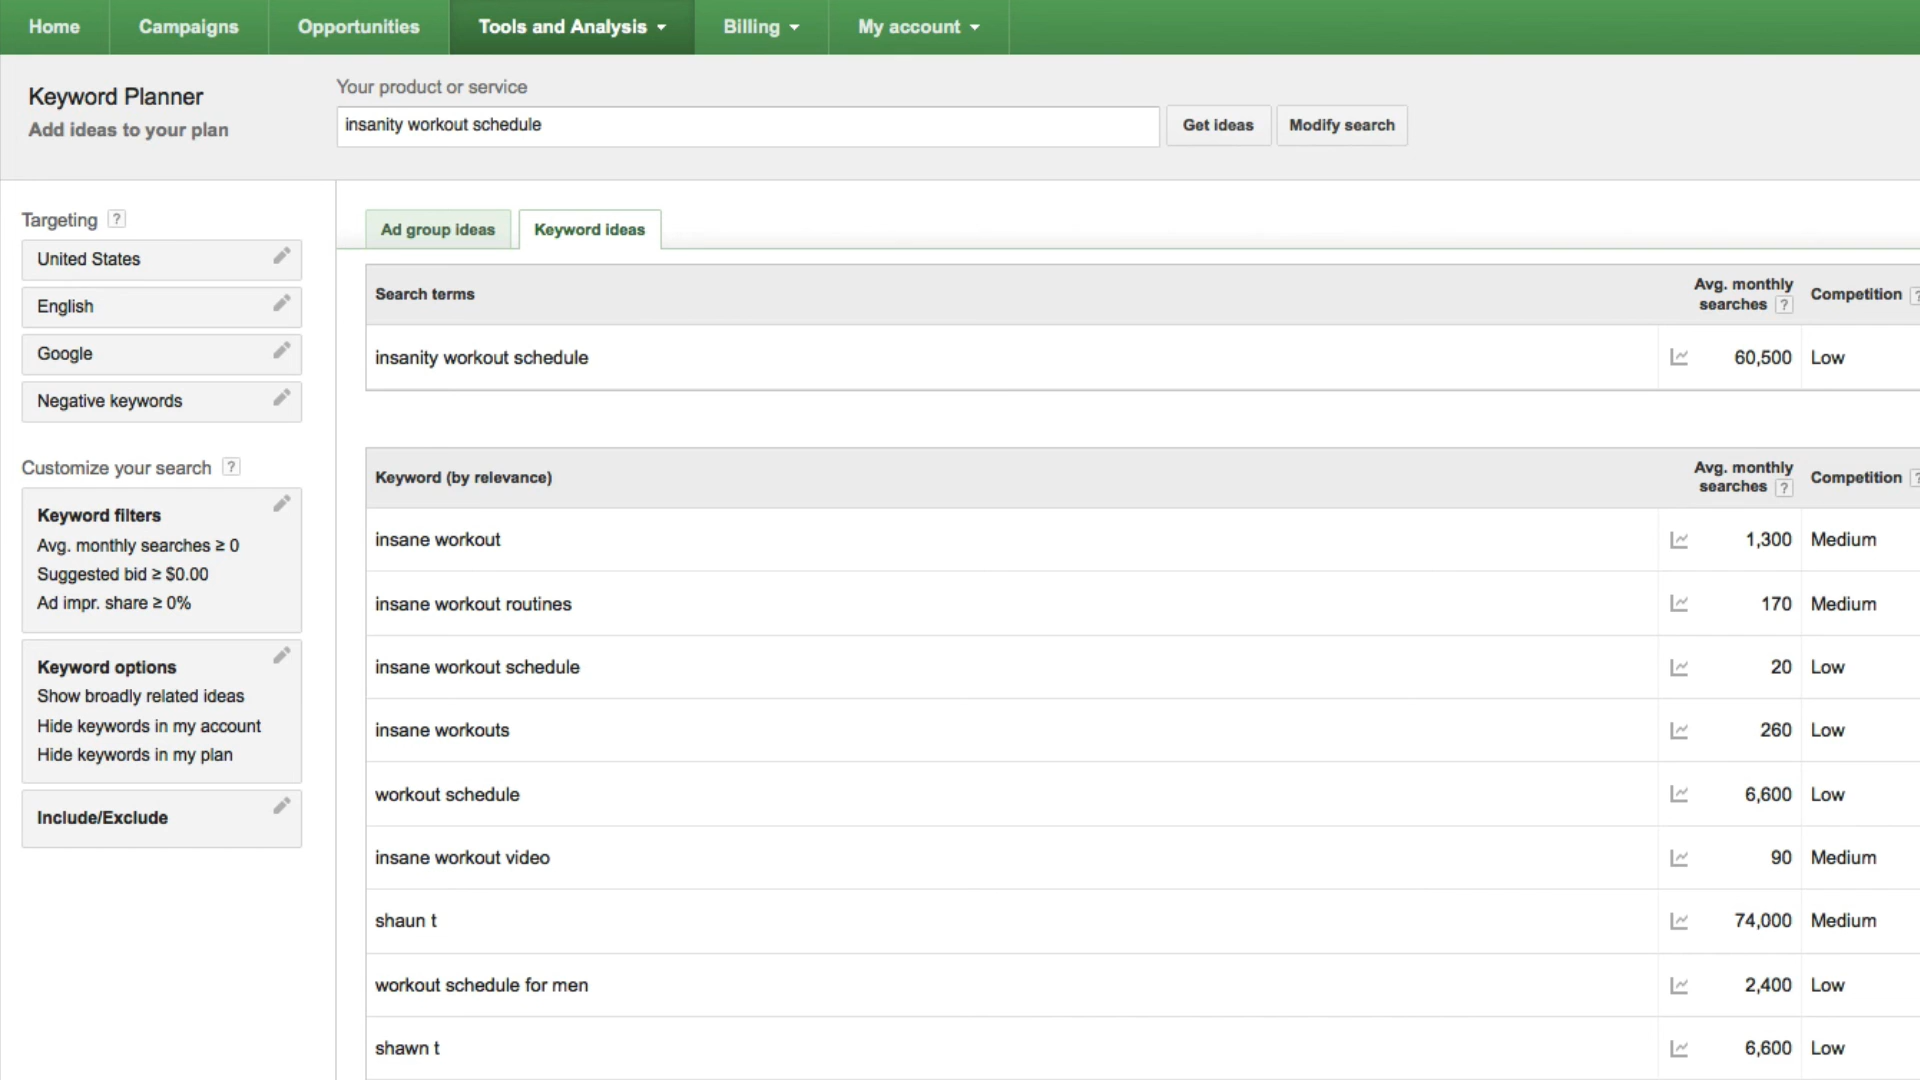 Home Campaigns Opportunities Tools and Analysis Billing My account
Keyword Planner
Add ideas to your plan
Your product or service
insanity workout schedule
Get ideas
Modify search
Targeting ?
United States
English
Google
Negative keywords
Customize your search ?
Keyword filters
Avg. monthly searches ≥ 0
Suggested bid ≥ $0.00
Ad impr. share ≥ 0%
Keyword options
Show broadly related ideas
Hide keywords in my account
Hide keywords in my plan
Include/Exclude
Ad group ideas Keyword ideas
Search terms Avg. monthly searches ? Competition ?
insanity workout schedule 60,500 Low
Keyword (by relevance) Avg. monthly searches ? Competition ?
insane workout 1,300 Medium
insane workout routines 170 Medium
insane workout schedule 20 Low
insane workouts 260 Low
workout schedule 6,600 Low
insane workout video 90 Medium
shaun t 74,000 Medium
workout schedule for men 2,400 Low
shawn t 6,600 Low